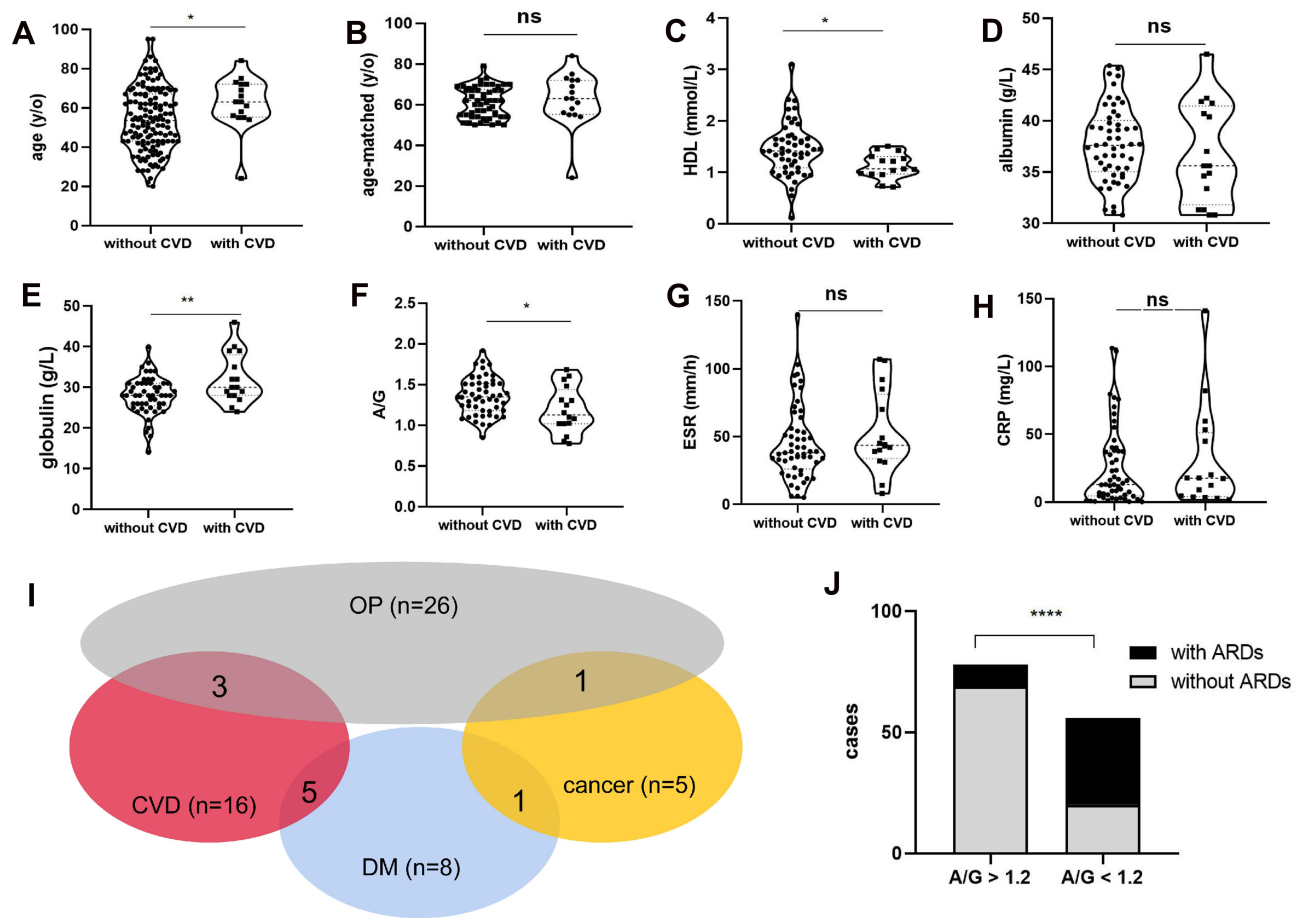 A
*
age (y/o)
100
80
60
40
20
0
without CVD
with CVD
B
ns
age-matched (y/o)
100
80
60
40
20
0
without CVD
with CVD
C
*
HDL (mmol/L)
4
3
2
1
0
without CVD
with CVD
D
ns
albumin (g/L)
50
45
40
35
30
without CVD
with CVD
E
**
globulin (g/L)
50
40
30
20
10
0
without CVD
with CVD
F
*
A/G
2.5
2.0
1.5
1.0
0.5
0.0
without CVD
with CVD
G
ns
ESR (mm/h)
150
100
50
0
without CVD
with CVD
H
ns
CRP (mg/L)
150
100
50
0
without CVD
with CVD
I
OP (n=26)
3
1
CVD (n=16)
5
1
cancer (n=5)
DM (n=8)
J
****
cases
100
50
0
A/G > 1.2
A/G < 1.2
with ARDs
without ARDs